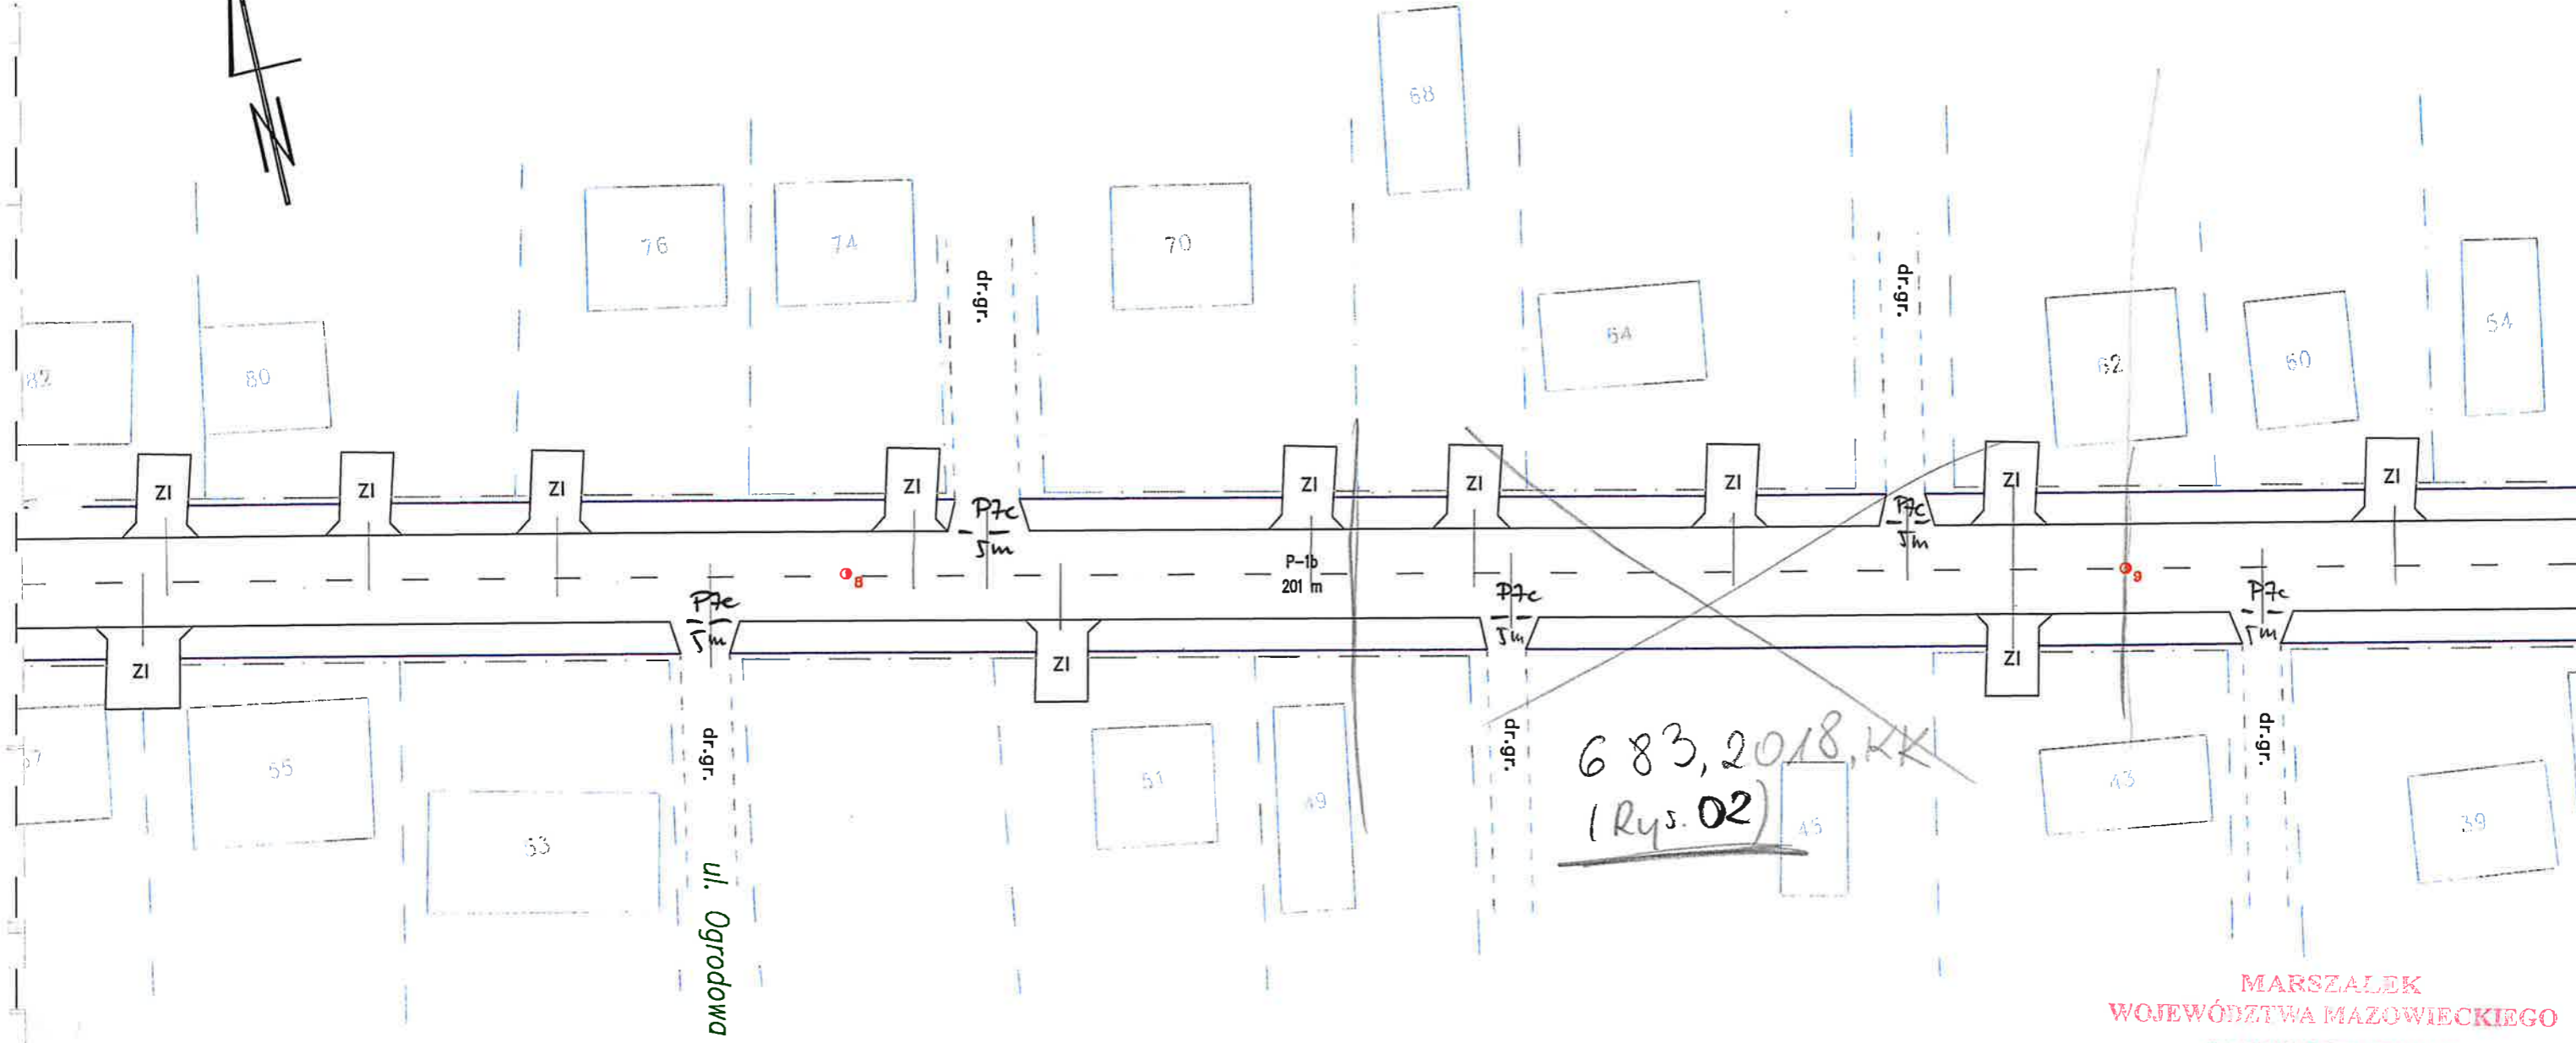 N
68
76
74
70
dr.gr.
dr.gr.
64
62
60
54
82
80
ZI
ZI
ZI
ZI
ZI
ZI
ZI
ZI
ZI
P7c
5m
P7c
5m
P-1b
201 m
8
9
P7c
5m
P7c
5m
P7c
5m
ZI
ZI
ZI
57
55
53
dr.gr.
ul. Ogrodowa
51
49
dr.gr.
683,2018,KK
(Rys. 02)
45
43
dr.gr.
39
MARSZAŁEK
WOJEWÓDZTWA MAZOWIECKIEGO